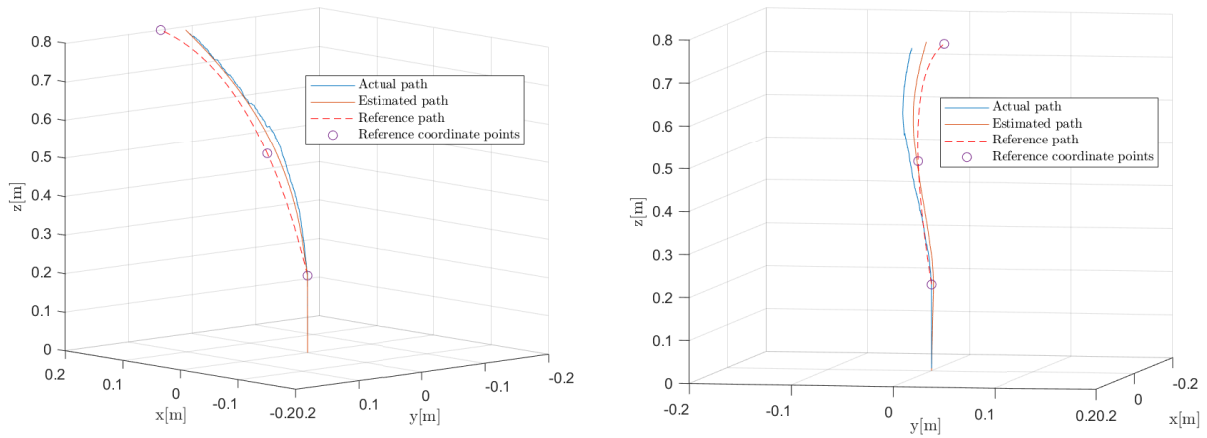 0.8
0.7
0.6
0.5
0.4
0.3
0.2
0.1
0
z[m]
Actual path
Estimated path
Reference path
Reference coordinate points
0.2
0.1
0
-0.1
-0.2
x[m]
0.2
0.1
0
-0.1
-0.2
y[m]
0.8
0.7
0.6
0.5
0.4
0.3
0.2
0.1
0
z[m]
Actual path
Estimated path
Reference path
Reference coordinate points
-0.2
-0.1
0
0.1
0.2
y[m]
0.2
0
-0.2
x[m]